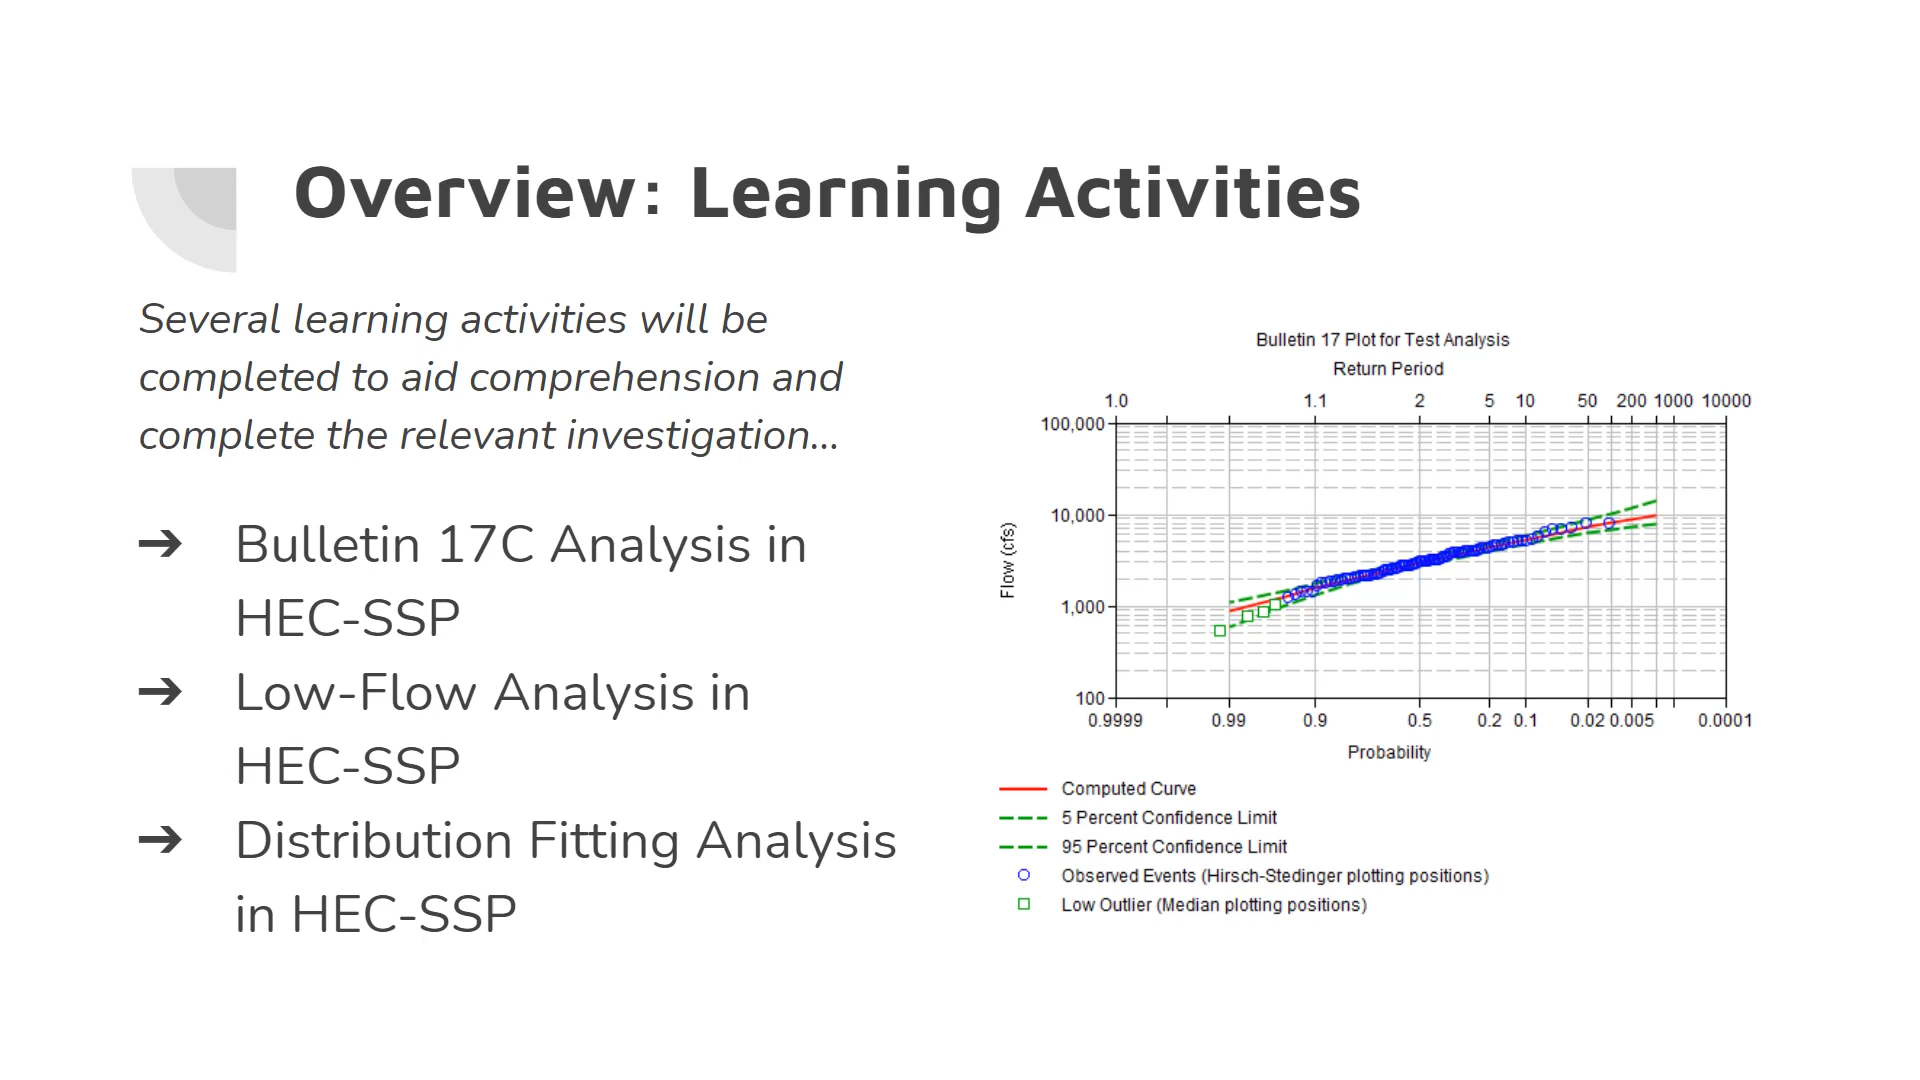 Overview: Learning Activities
Several learning activities will be
completed to aid comprehension and
complete the relevant investigation...
➔ Bulletin 17C Analysis in
HEC-SSP
➔ Low-Flow Analysis in
HEC-SSP
➔ Distribution Fitting Analysis
in HEC-SSP
Bulletin 17 Plot for Test Analysis
Return Period
1.0 1.1 2 5 10 50 200 1000 10000
100,000
10,000
1,000
100
Flow (cfs)
0.9999 0.99 0.9 0.5 0.2 0.1 0.02 0.005 0.0001
Probability
Computed Curve
5 Percent Confidence Limit
95 Percent Confidence Limit
Observed Events (Hirsch-Stedinger plotting positions)
Low Outlier (Median plotting positions)